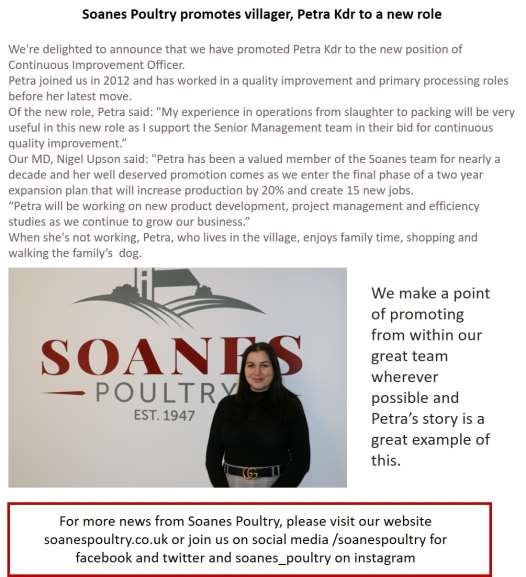 Soanes Poultry promotes villager, Petra Kdr to a new role
We're delighted to announce that we have promoted Petra Kdr to the new position of
Continuous Improvement Officer.
Petra joined us in 2012 and has worked in a quality improvement and primary processing roles
before her latest move.
Of the new role, Petra said: "My experience in operations from slaughter to packing will be very
useful in this new role as I support the Senior Management team in their bid for continuous
quality improvement."
Our MD, Nigel Upson said: "Petra has been a valued member of the Soanes team for nearly a
decade and her well deserved promotion comes as we enter the final phase of a two year
expansion plan that will increase production by 20% and create 15 new jobs.
"Petra will be working on new product development, project management and efficiency
studies as we continue to grow our business."
When she's not working, Petra, who lives in the village, enjoys family time, shopping and
walking the family's dog.
SOANES
POULTRY
EST. 1947
We make a point
of promoting
from within our
great team
wherever
possible and
Petra's story is a
great example of
this.
For more news from Soanes Poultry, please visit our website
soanespoultry.co.uk or join us on social media /soanespoultry for
facebook and twitter and soanes_poultry on instagram